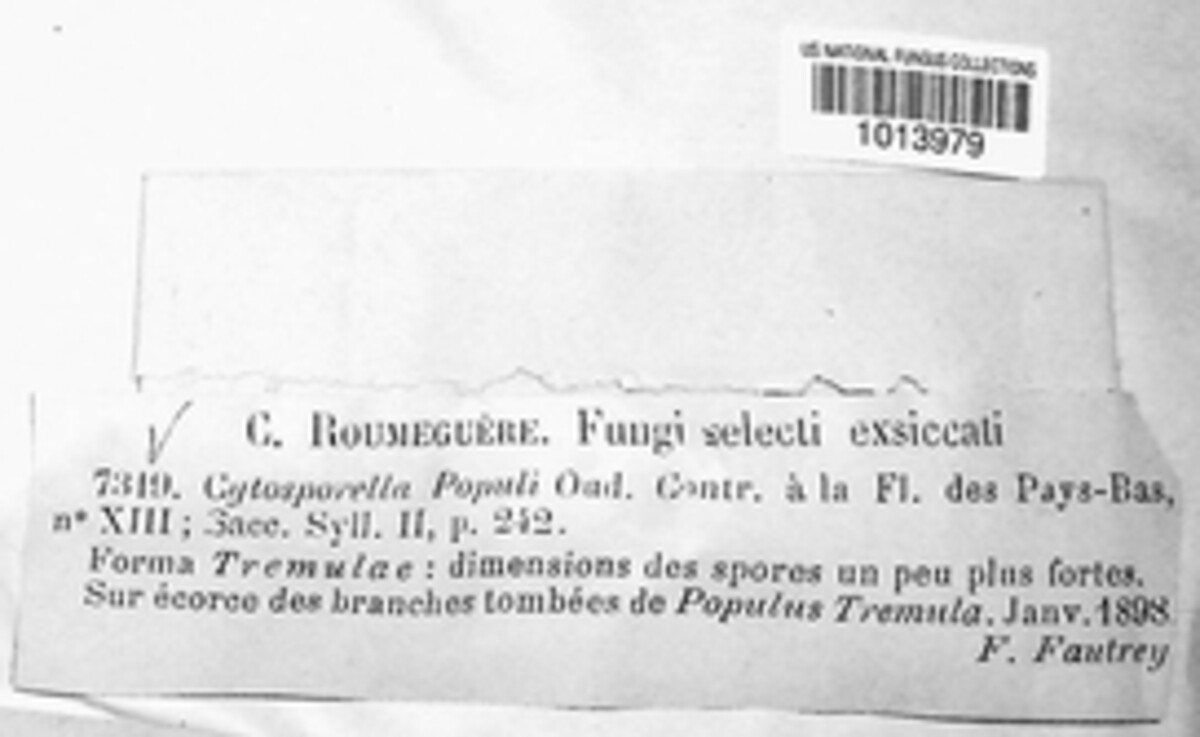 US NATIONAL FUNGUS COLLECTIONS
1013979
C. ROUMEGUÈRE. Fungi selecti exsiccati
7349. Cytosporella Populi Oud. Contr. à la Fl. des Pays-Bas,
n° XIII ; Sacc. Syll. II, p. 242.
Forma Tremulae : dimensions des spores un peu plus fortes.
Sur écorce des branches tombées de Populus Tremula. Janv. 1898
F. Fautrey